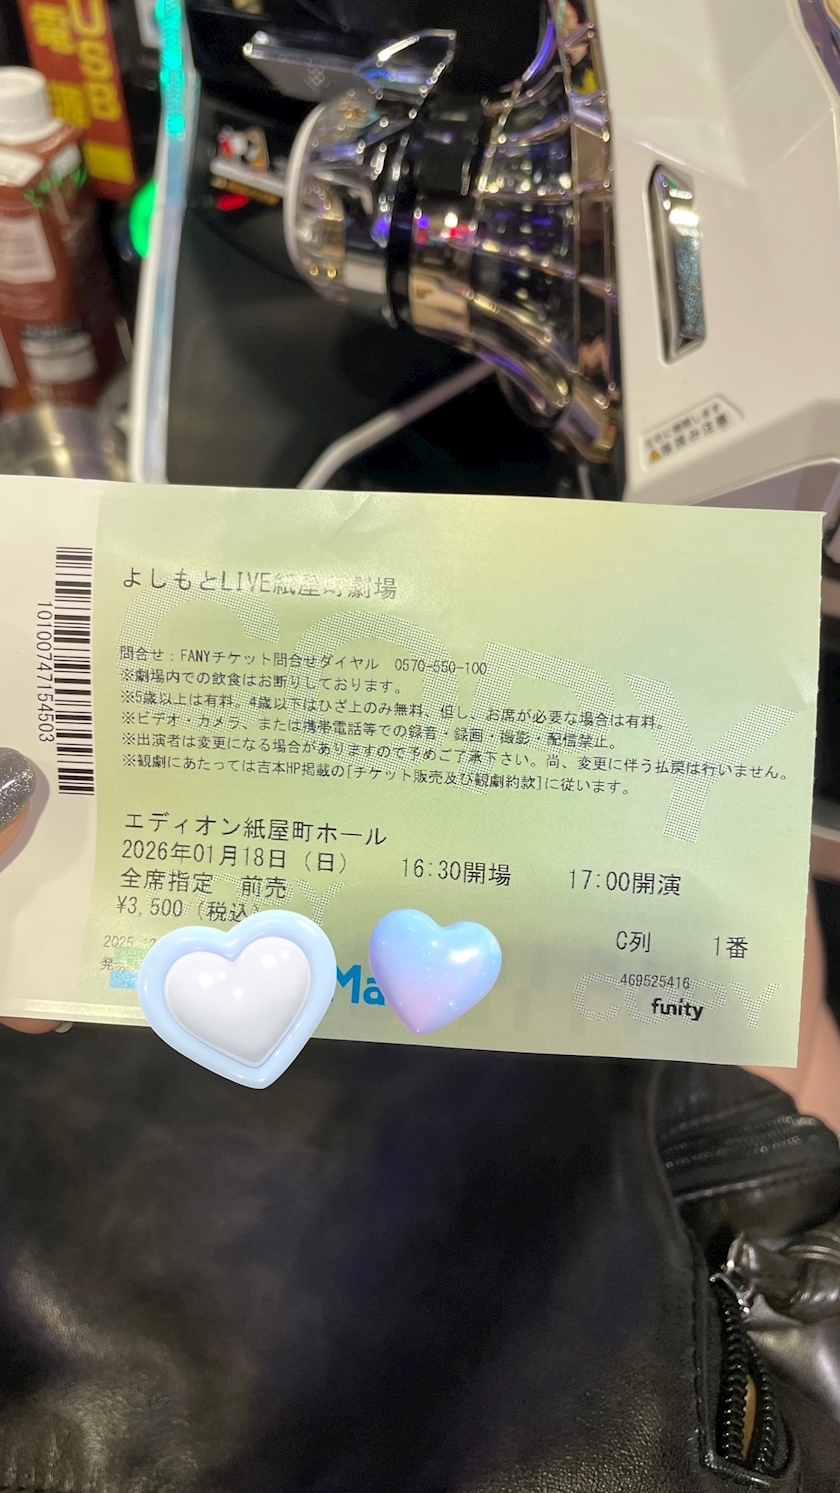 USB
電
よしもとLIVE紙屋町劇場
問合せ：FANYチケット問合せダイヤル　0570-550-100
※劇場内での飲食はお断りしております。
※5歳以上は有料。4歳以下はひざ上のみ無料、但し、お席が必要な場合は有料。
※ビデオ・カメラ、または携帯電話等での録音・録画・撮影・配信禁止。
※出演者は変更になる場合がありますので予めご了承下さい。尚、変更に伴う払戻は行いません。
※観劇にあたっては吉本HP掲載の[チケット販売及び観劇約款]に従います。
10100747154503
エディオン紙屋町ホール
2026年01月18日（日）　16:30開場　17:00開演
全席指定　前売
¥3,500（税込）
C列　1番
2025.12
発
Ma
469525416
funity
COPY
COPY